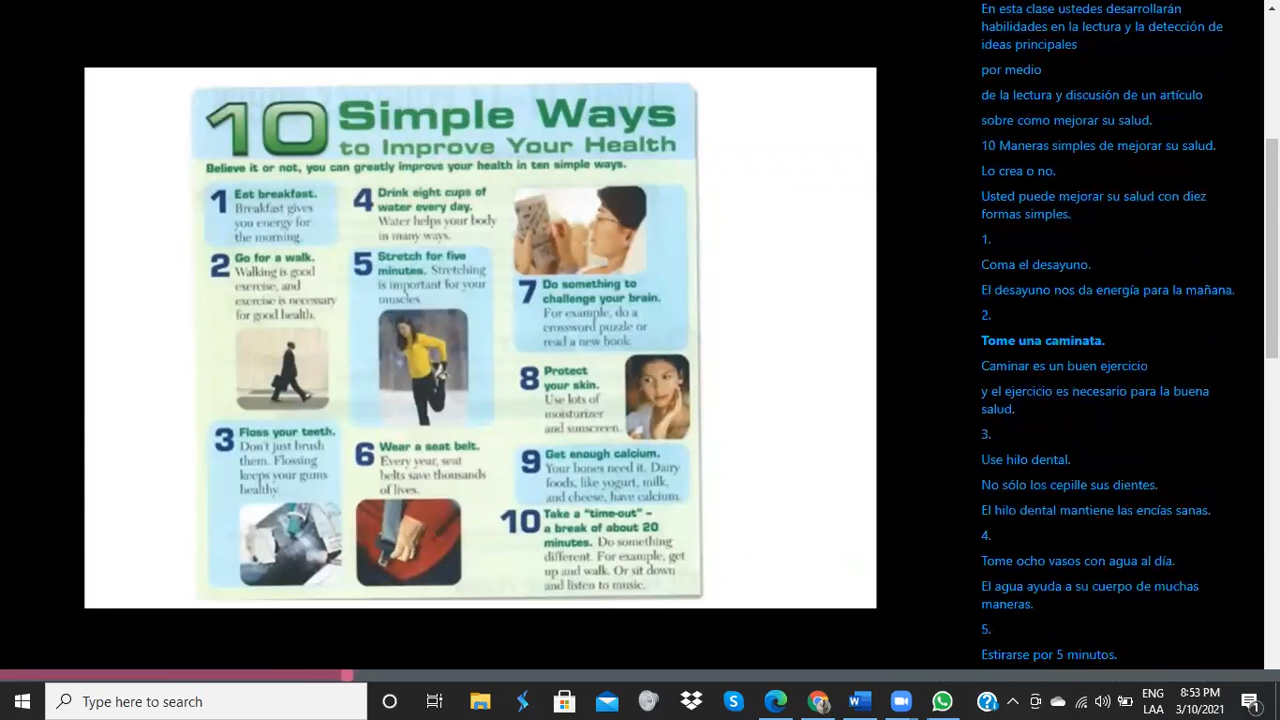 10 Simple Ways
to Improve Your Health
Believe it or not, you can greatly improve your health in ten simple ways.
1 Eat breakfast.
Breakfast gives
you energy for
the morning.
2 Go for a walk.
Walking is good
exercise, and
exercise is necessary
for good health.
3 Floss your teeth.
Don't just brush
them. Flossing
keeps your gums
healthy.
4 Drink eight cups of
water every day.
Water helps your body
in many ways.
5 Stretch for five
minutes. Stretching
is important for your
muscles.
6 Wear a seat belt.
Every year, seat
belts save thousands
of lives.
7 Do something to
challenge your brain.
For example, do a
crossword puzzle or
read a new book.
8 Protect
your skin.
Use lots of
moisturizer
and sunscreen.
9 Get enough calcium.
Your bones need it. Dairy
foods, like yogurt, milk,
and cheese, have calcium.
10 Take a "time-out" –
a break of about 20
minutes. Do something
different. For example, get
up and walk. Or sit down
and listen to music.
En esta clase ustedes desarrollarán
habilidades en la lectura y la detección de
ideas principales
por medio
de la lectura y discusión de un artículo
sobre como mejorar su salud.
10 Maneras simples de mejorar su salud.
Lo crea o no.
Usted puede mejorar su salud con diez
formas simples.
1.
Coma el desayuno.
El desayuno nos da energía para la mañana.
2.
Tome una caminata.
Caminar es un buen ejercicio
y el ejercicio es necesario para la buena
salud.
3.
Use hilo dental.
No sólo los cepille sus dientes.
El hilo dental mantiene las encías sanas.
4.
Tome ocho vasos con agua al día.
El agua ayuda a su cuerpo de muchas
maneras.
5.
Estirarse por 5 minutos.
Type here to search
ENG
LAA
8:53 PM
3/10/2021